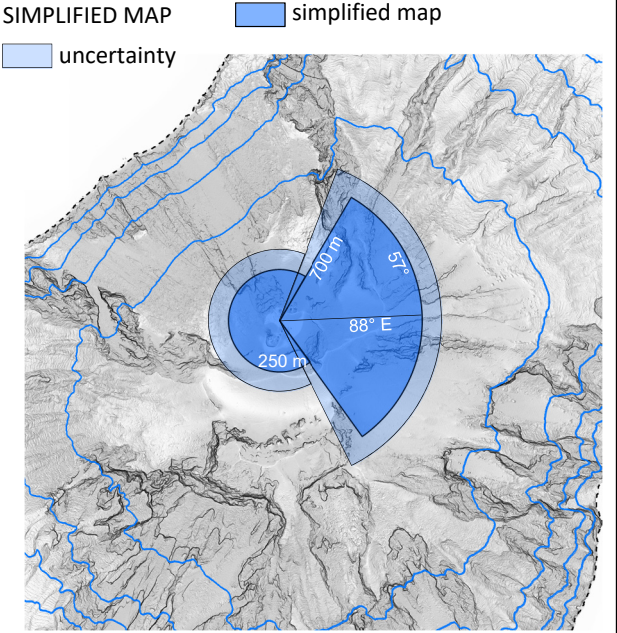 SIMPLIFIED MAP
simplified map
uncertainty
700 m
57°
88° E
250 m